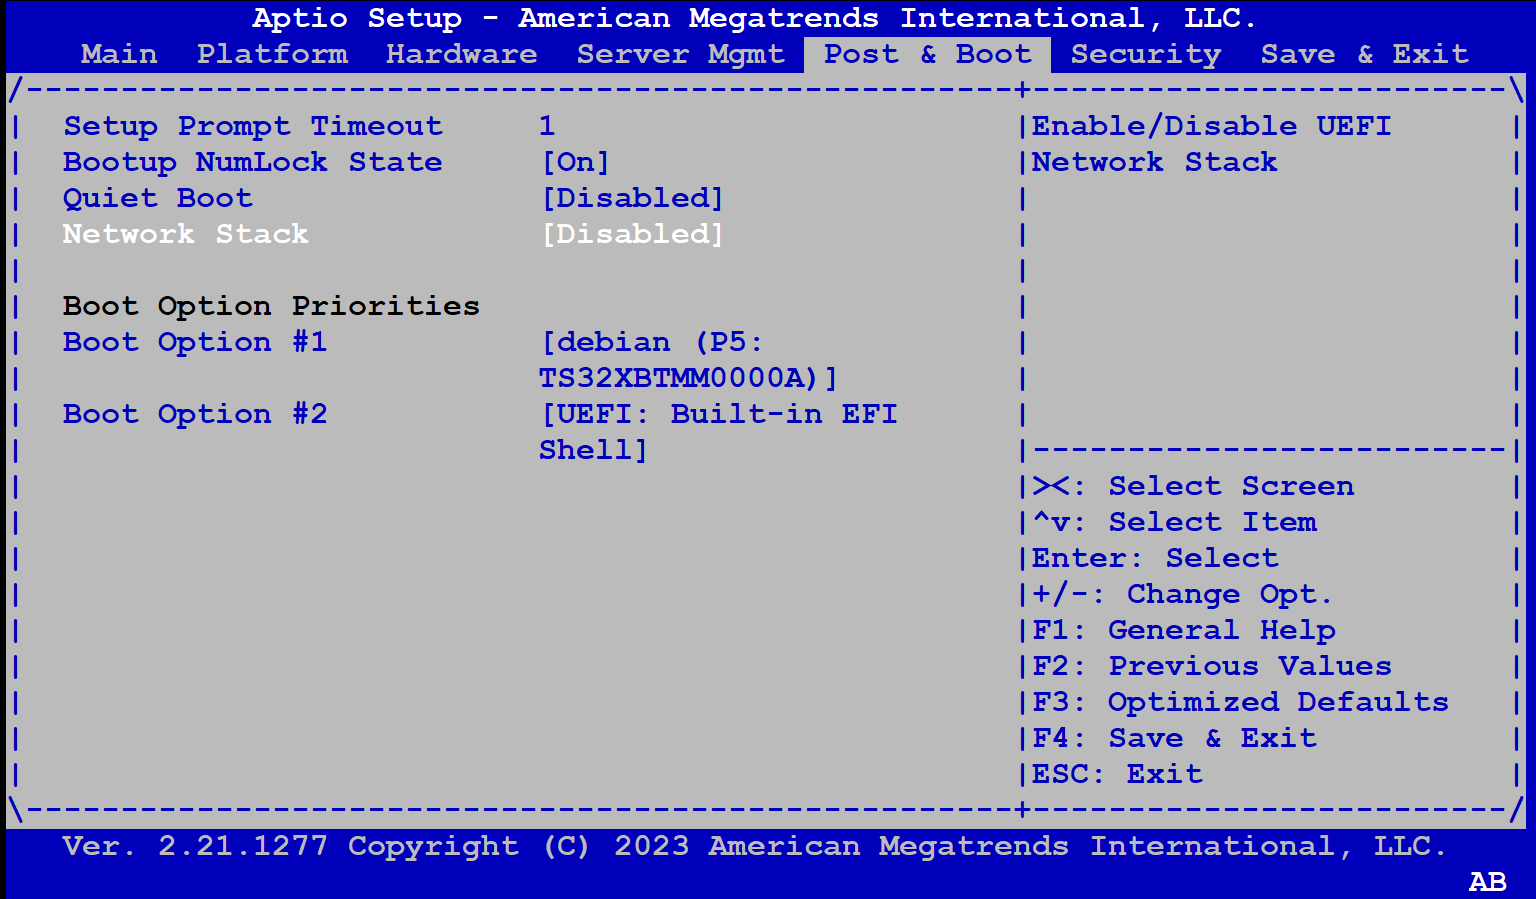 Aptio Setup - American Megatrends International, LLC.
Main  Platform  Hardware  Server Mgmt  Post & Boot  Security  Save & Exit
/----------------------------------------------------+-------------------------\
|  Setup Prompt Timeout     1                        |Enable/Disable UEFI      |
|  Bootup NumLock State     [On]                     |Network Stack            |
|  Quiet Boot               [Disabled]               |                         |
|  Network Stack            [Disabled]               |                         |
|                                                    |                         |
|  Boot Option Priorities                            |                         |
|  Boot Option #1           [debian (P5:             |                         |
|                           TS32XBTMM0000A)]         |                         |
|  Boot Option #2           [UEFI: Built-in EFI      |                         |
|                           Shell]                   |-------------------------|
|                                                    |><: Select Screen        |
|                                                    |^v: Select Item          |
|                                                    |Enter: Select            |
|                                                    |+/-: Change Opt.         |
|                                                    |F1: General Help         |
|                                                    |F2: Previous Values      |
|                                                    |F3: Optimized Defaults   |
|                                                    |F4: Save & Exit          |
|                                                    |ESC: Exit                |
\----------------------------------------------------+-------------------------/
Ver. 2.21.1277 Copyright (C) 2023 American Megatrends International, LLC.
AB